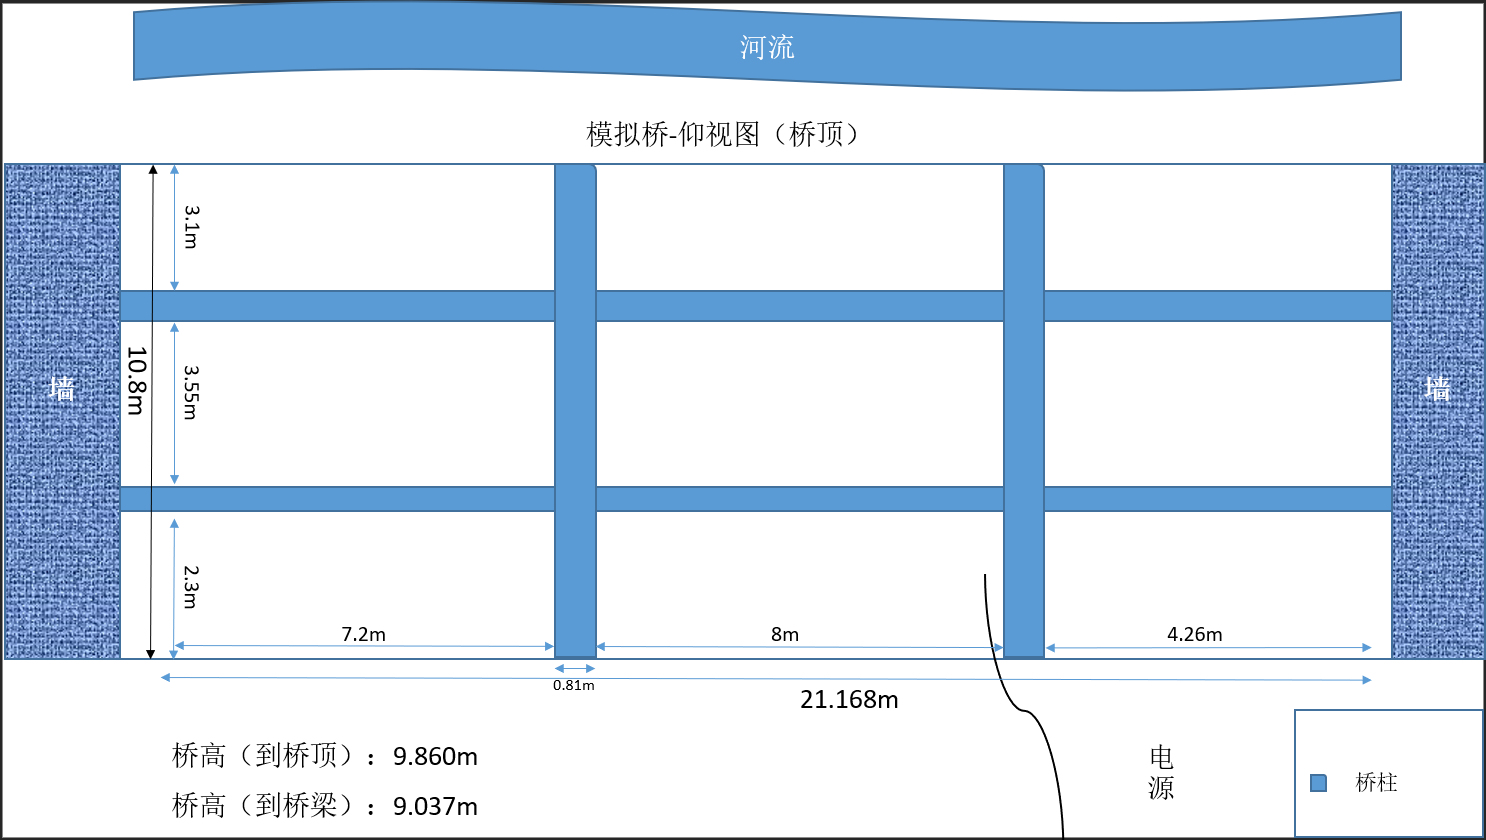 河流
模拟桥-仰视图（桥顶）
3.1m
10.8m
3.55m
墙
墙
2.3m
7.2m
8m
4.26m
0.81m
21.168m
桥高（到桥顶）：9.860m
桥高（到桥梁）：9.037m
电
源
桥柱